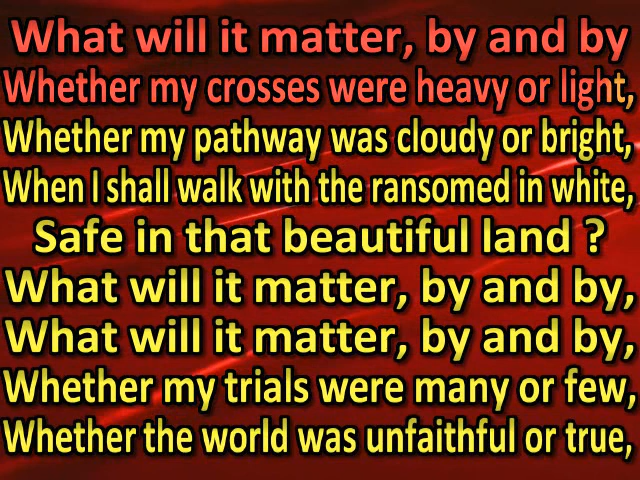 What will it matter, by and by
Whether my crosses were heavy or light,
Whether my pathway was cloudy or bright,
When I shall walk with the ransomed in white,
Safe in that beautiful land ?
What will it matter, by and by,
What will it matter, by and by,
Whether my trials were many or few,
Whether the world was unfaithful or true,